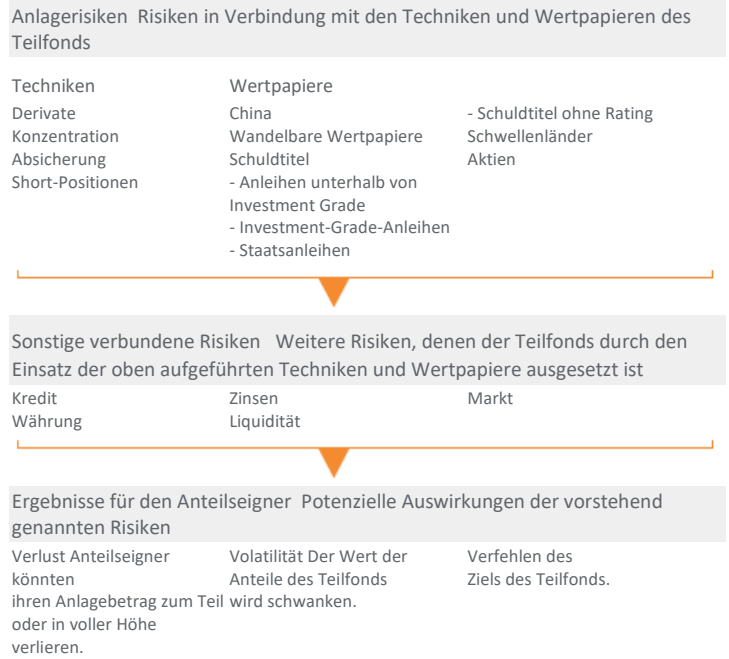 Anlagerisiken Risiken in Verbindung mit den Techniken und Wertpapieren des
Teilfonds
Techniken
Derivate
Konzentration
Absicherung
Short-Positionen
Wertpapiere
China
Wandelbare Wertpapiere
Schuldtitel
- Anleihen unterhalb von
Investment Grade
- Investment-Grade-Anleihen
- Staatsanleihen
- Schuldtitel ohne Rating
Schwellenländer
Aktien
Sonstige verbundene Risiken Weitere Risiken, denen der Teilfonds durch den
Einsatz der oben aufgeführten Techniken und Wertpapiere ausgesetzt ist
Kredit
Währung
Zinsen
Liquidität
Markt
Ergebnisse für den Anteilseigner Potenzielle Auswirkungen der vorstehend
genannten Risiken
Verlust Anteilseigner
könnten
ihren Anlagebetrag zum Teil
oder in voller Höhe
verlieren.
Volatilität Der Wert der
Anteile des Teilfonds
wird schwanken.
Verfehlen des
Ziels des Teilfonds.